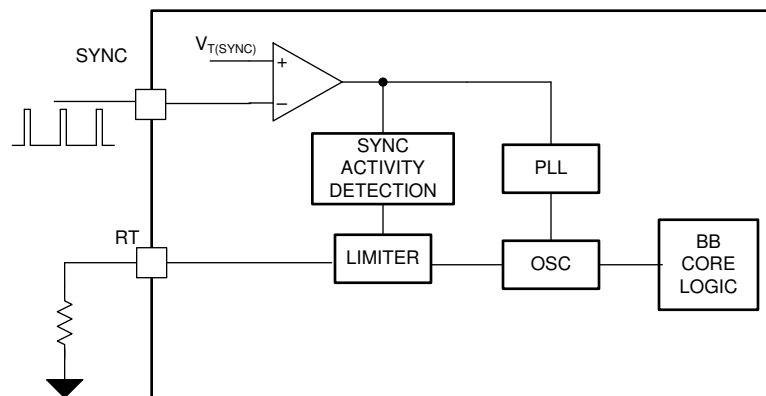 V_T(SYNC)
SYNC
+
−
SYNC
ACTIVITY
DETECTION
PLL
RT
LIMITER
OSC
BB
CORE
LOGIC